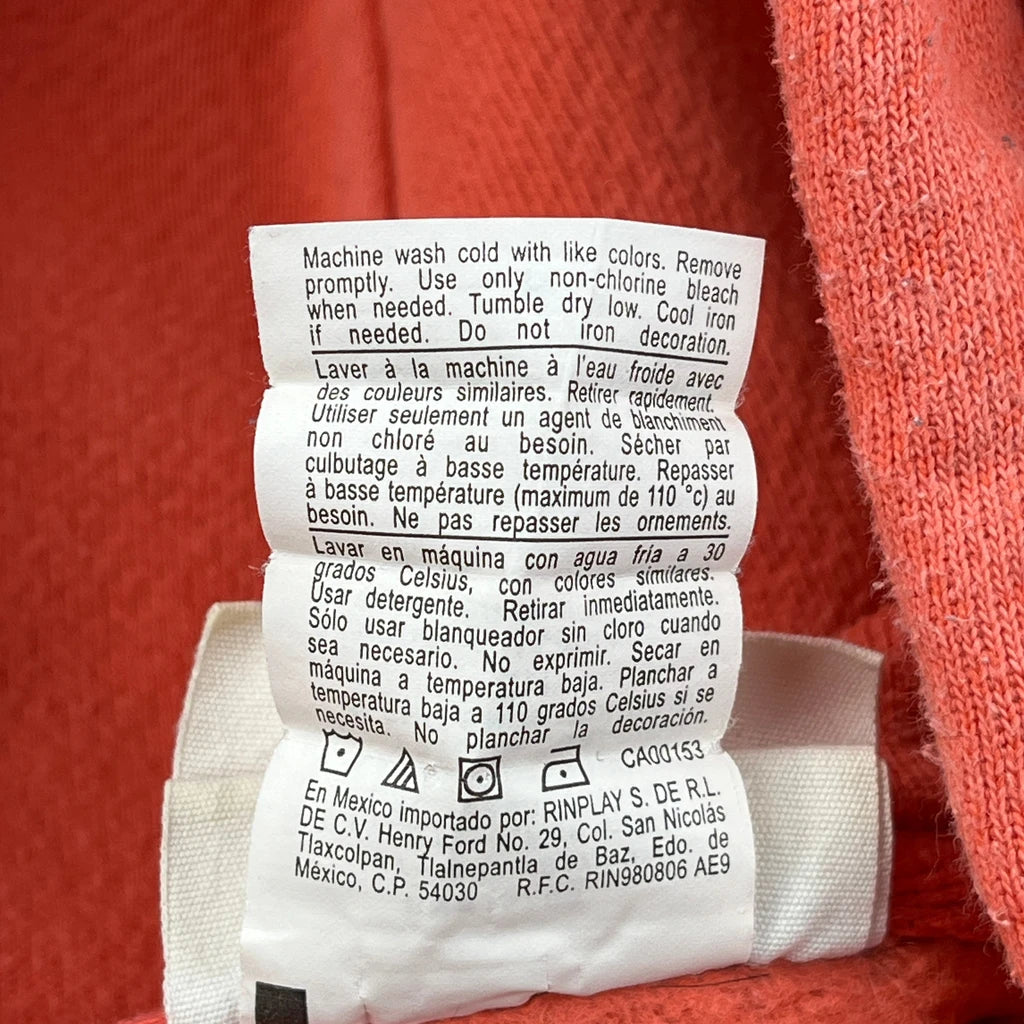 Machine wash cold with like colors. Remove
promptly. Use only non-chlorine bleach
when needed. Tumble dry low. Cool iron
if needed. Do not iron decoration.
Laver à la machine à l'eau froide avec
des couleurs similaires. Retirer rapidement.
Utiliser seulement un agent de blanchiment
non chloré au besoin. Sécher par
culbutage à basse température. Repasser
à basse température (maximum de 110 °c) au
besoin. Ne pas repasser les ornements.
Lavar en máquina con agua fria a 30
grados Celsius, con colores similares.
Usar detergente. Retirar inmediatamente.
Sólo usar blanqueador sin cloro cuando
sea necesario. No exprimir. Secar en
máquina a temperatura baja. Planchar a
temperatura baja a 110 grados Celsius si se
necesita. No planchar la decoración.
CA00153
En Mexico importado por: RINPLAY S. DE R.L.
DE C.V. Henry Ford No. 29, Col. San Nicolás
Tlaxcolpan, Tlalnepantla de Baz, Edo. de
México, C.P. 54030 R.F.C. RIN980806 AE9